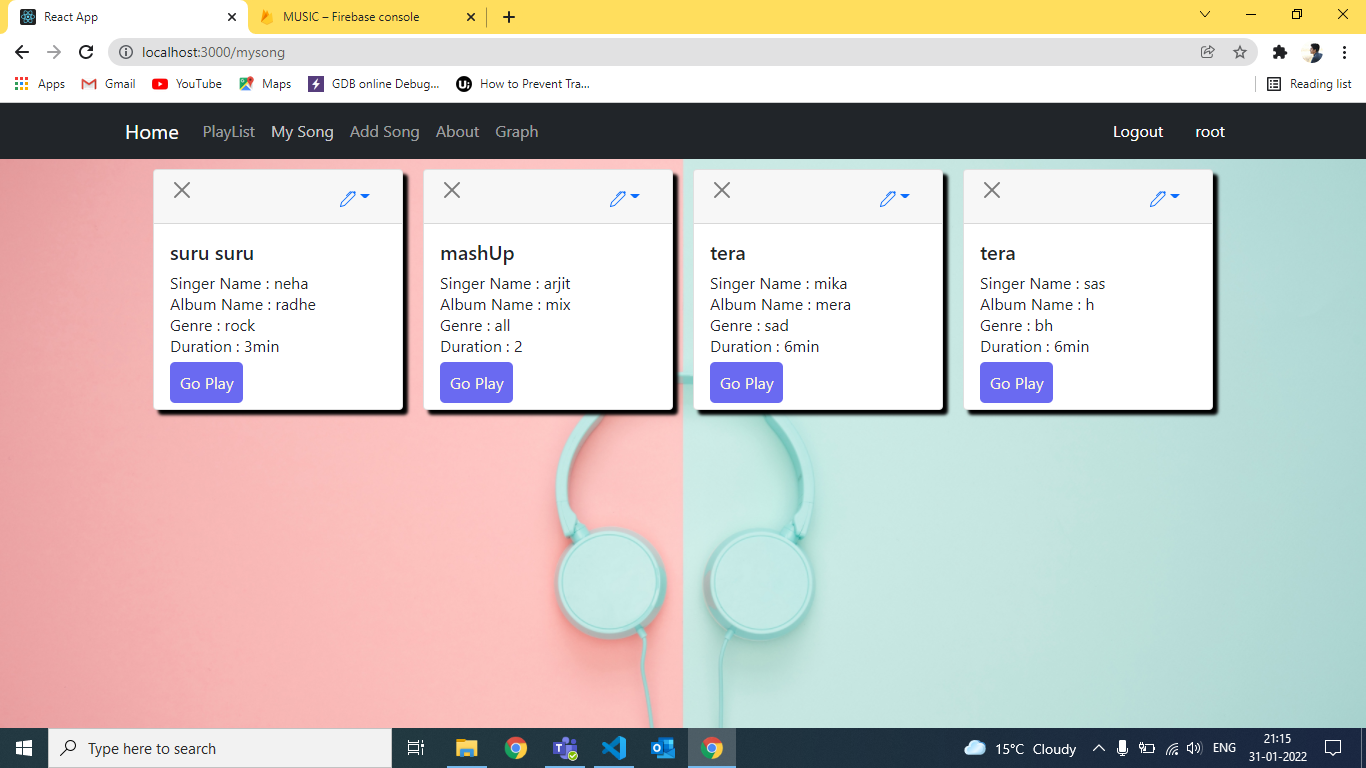 React App
MUSIC – Firebase console
localhost:3000/mysong
Apps
Gmail
YouTube
Maps
GDB online Debug...
How to Prevent Tra...
Reading list
Home
PlayList
My Song
Add Song
About
Graph
Logout
root
suru suru
Singer Name : neha
Album Name : radhe
Genre : rock
Duration : 3min
Go Play
mashUp
Singer Name : arjit
Album Name : mix
Genre : all
Duration : 2
Go Play
tera
Singer Name : mika
Album Name : mera
Genre : sad
Duration : 6min
Go Play
tera
Singer Name : sas
Album Name : h
Genre : bh
Duration : 6min
Go Play
Type here to search
15°C Cloudy
ENG
21:15
31-01-2022